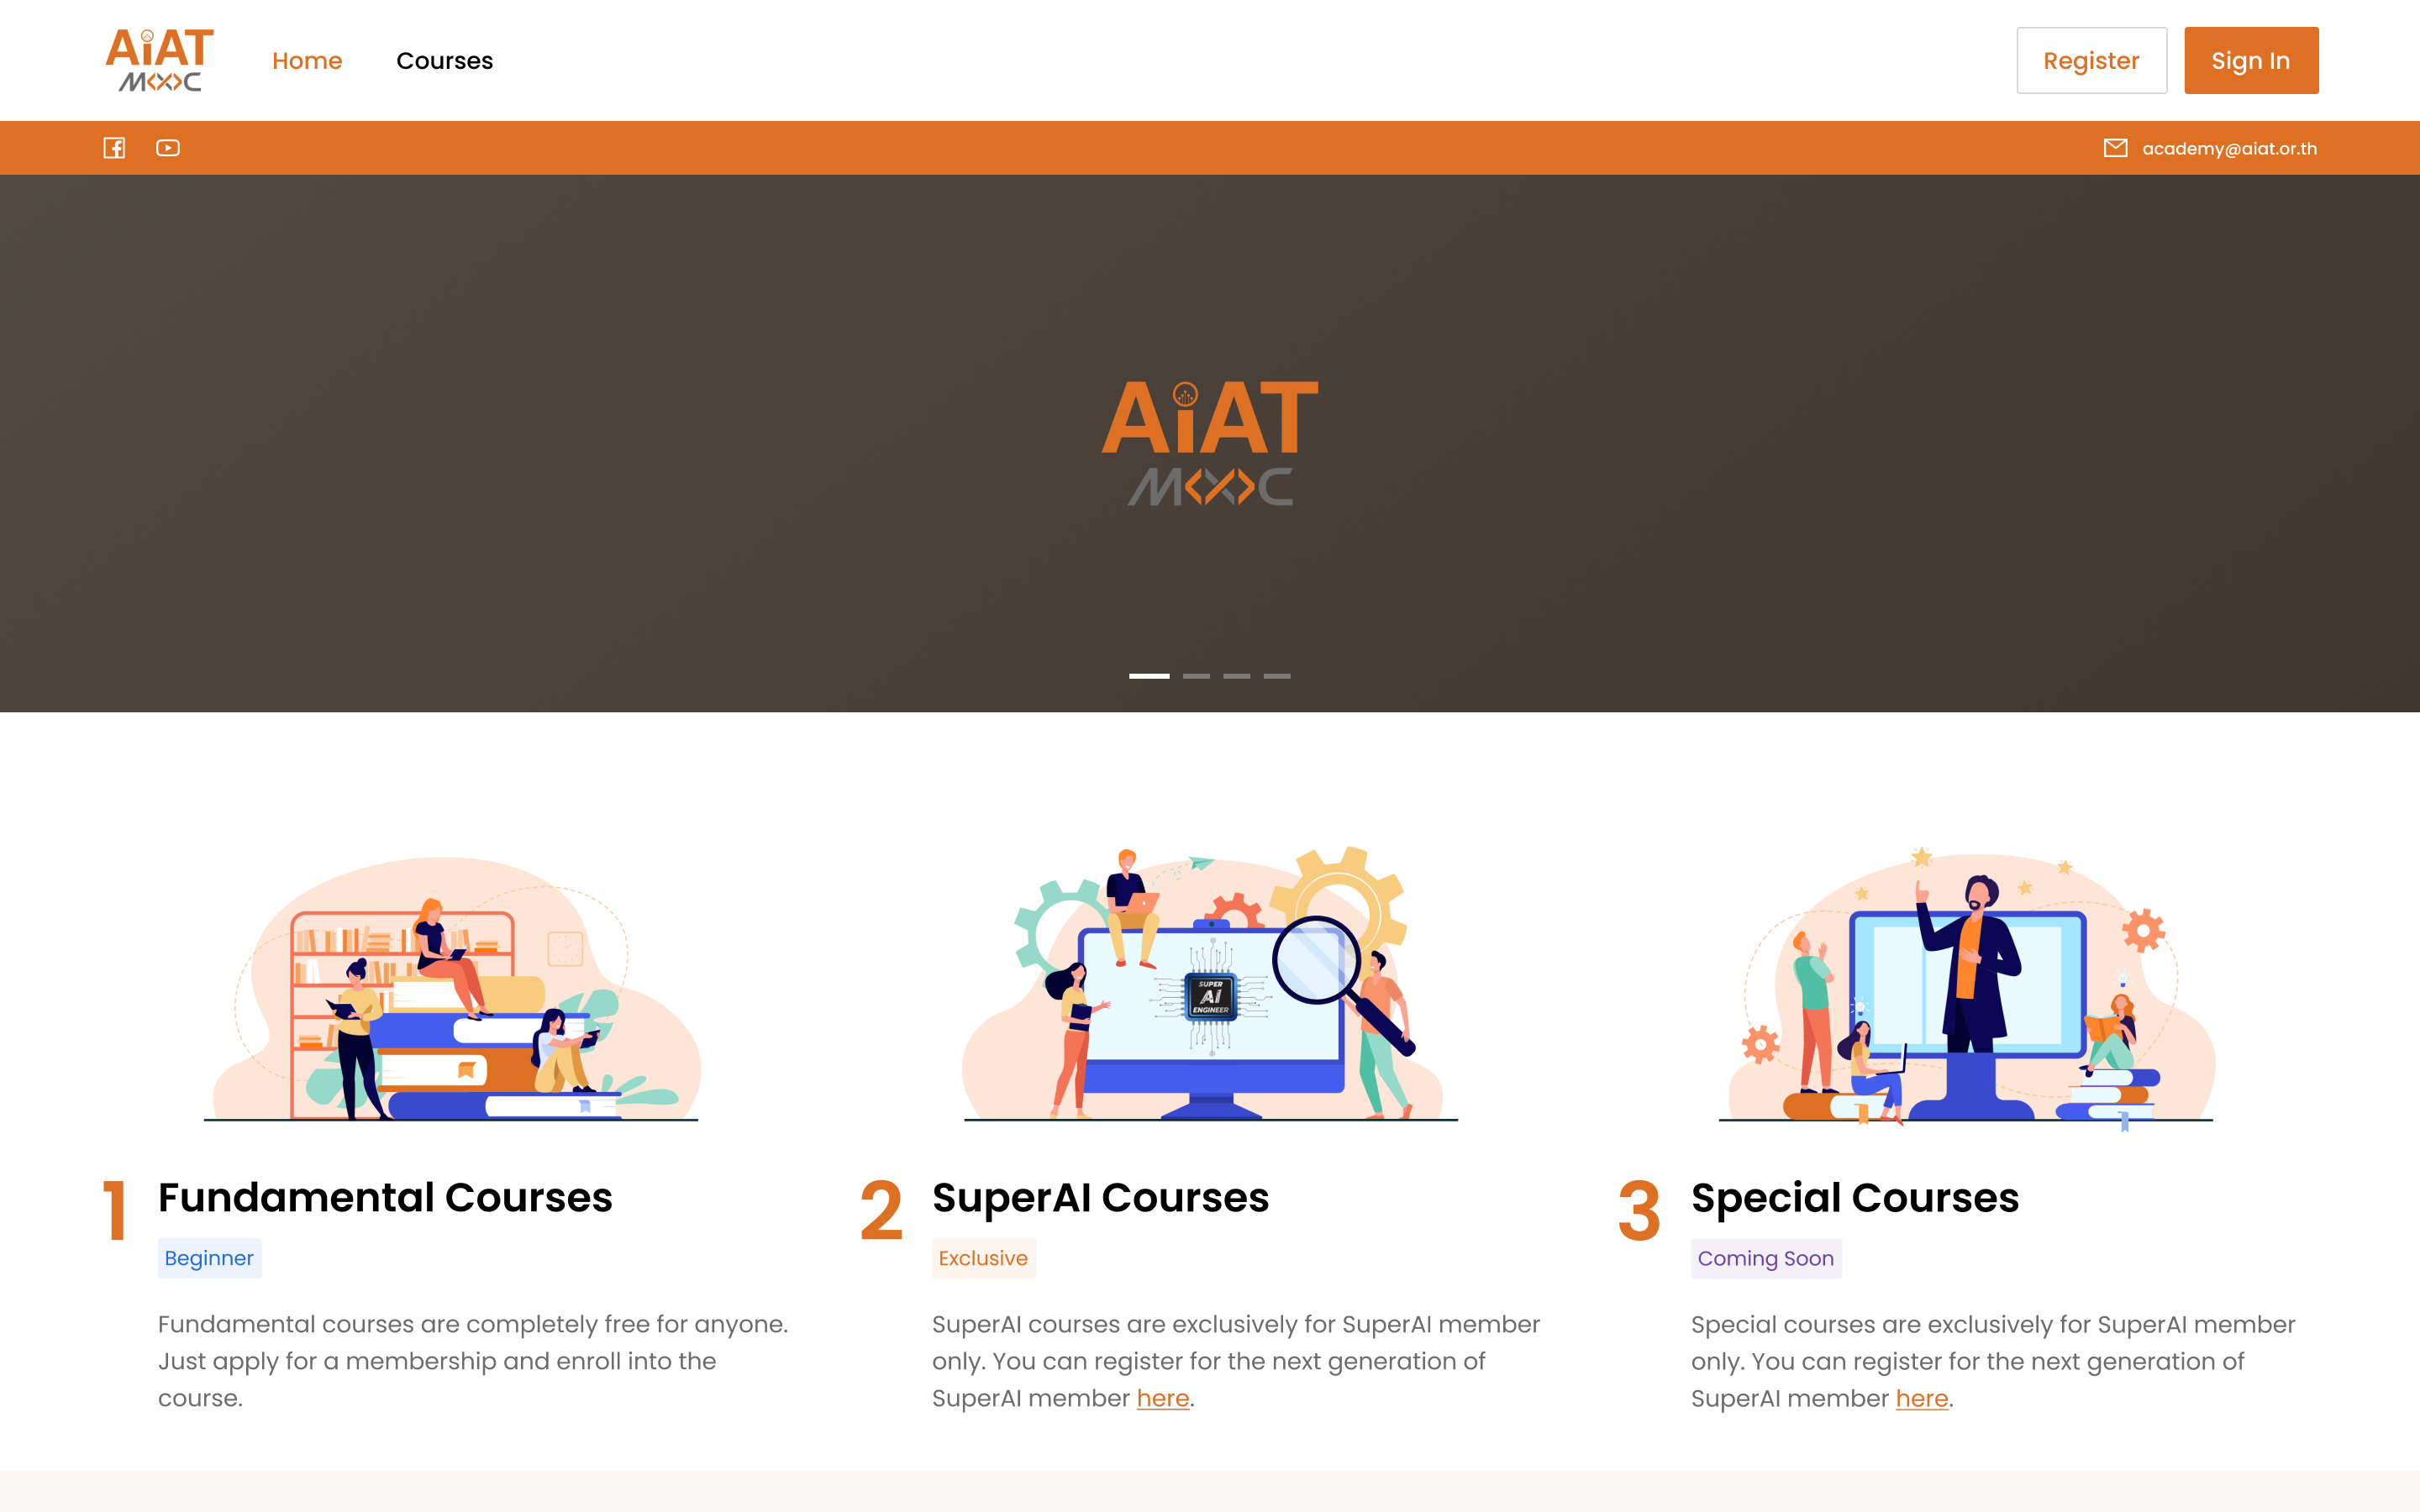 AiAT
MOOC
Home
Courses
Register
Sign In
academy@aiat.or.th
AiAT
MOOC
SUPER
Ai
ENGINEER
1 Fundamental Courses
Beginner
Fundamental courses are completely free for anyone.
Just apply for a membership and enroll into the
course.
2 SuperAI Courses
Exclusive
SuperAI courses are exclusively for SuperAI member
only. You can register for the next generation of
SuperAI member here.
3 Special Courses
Coming Soon
Special courses are exclusively for SuperAI member
only. You can register for the next generation of
SuperAI member here.